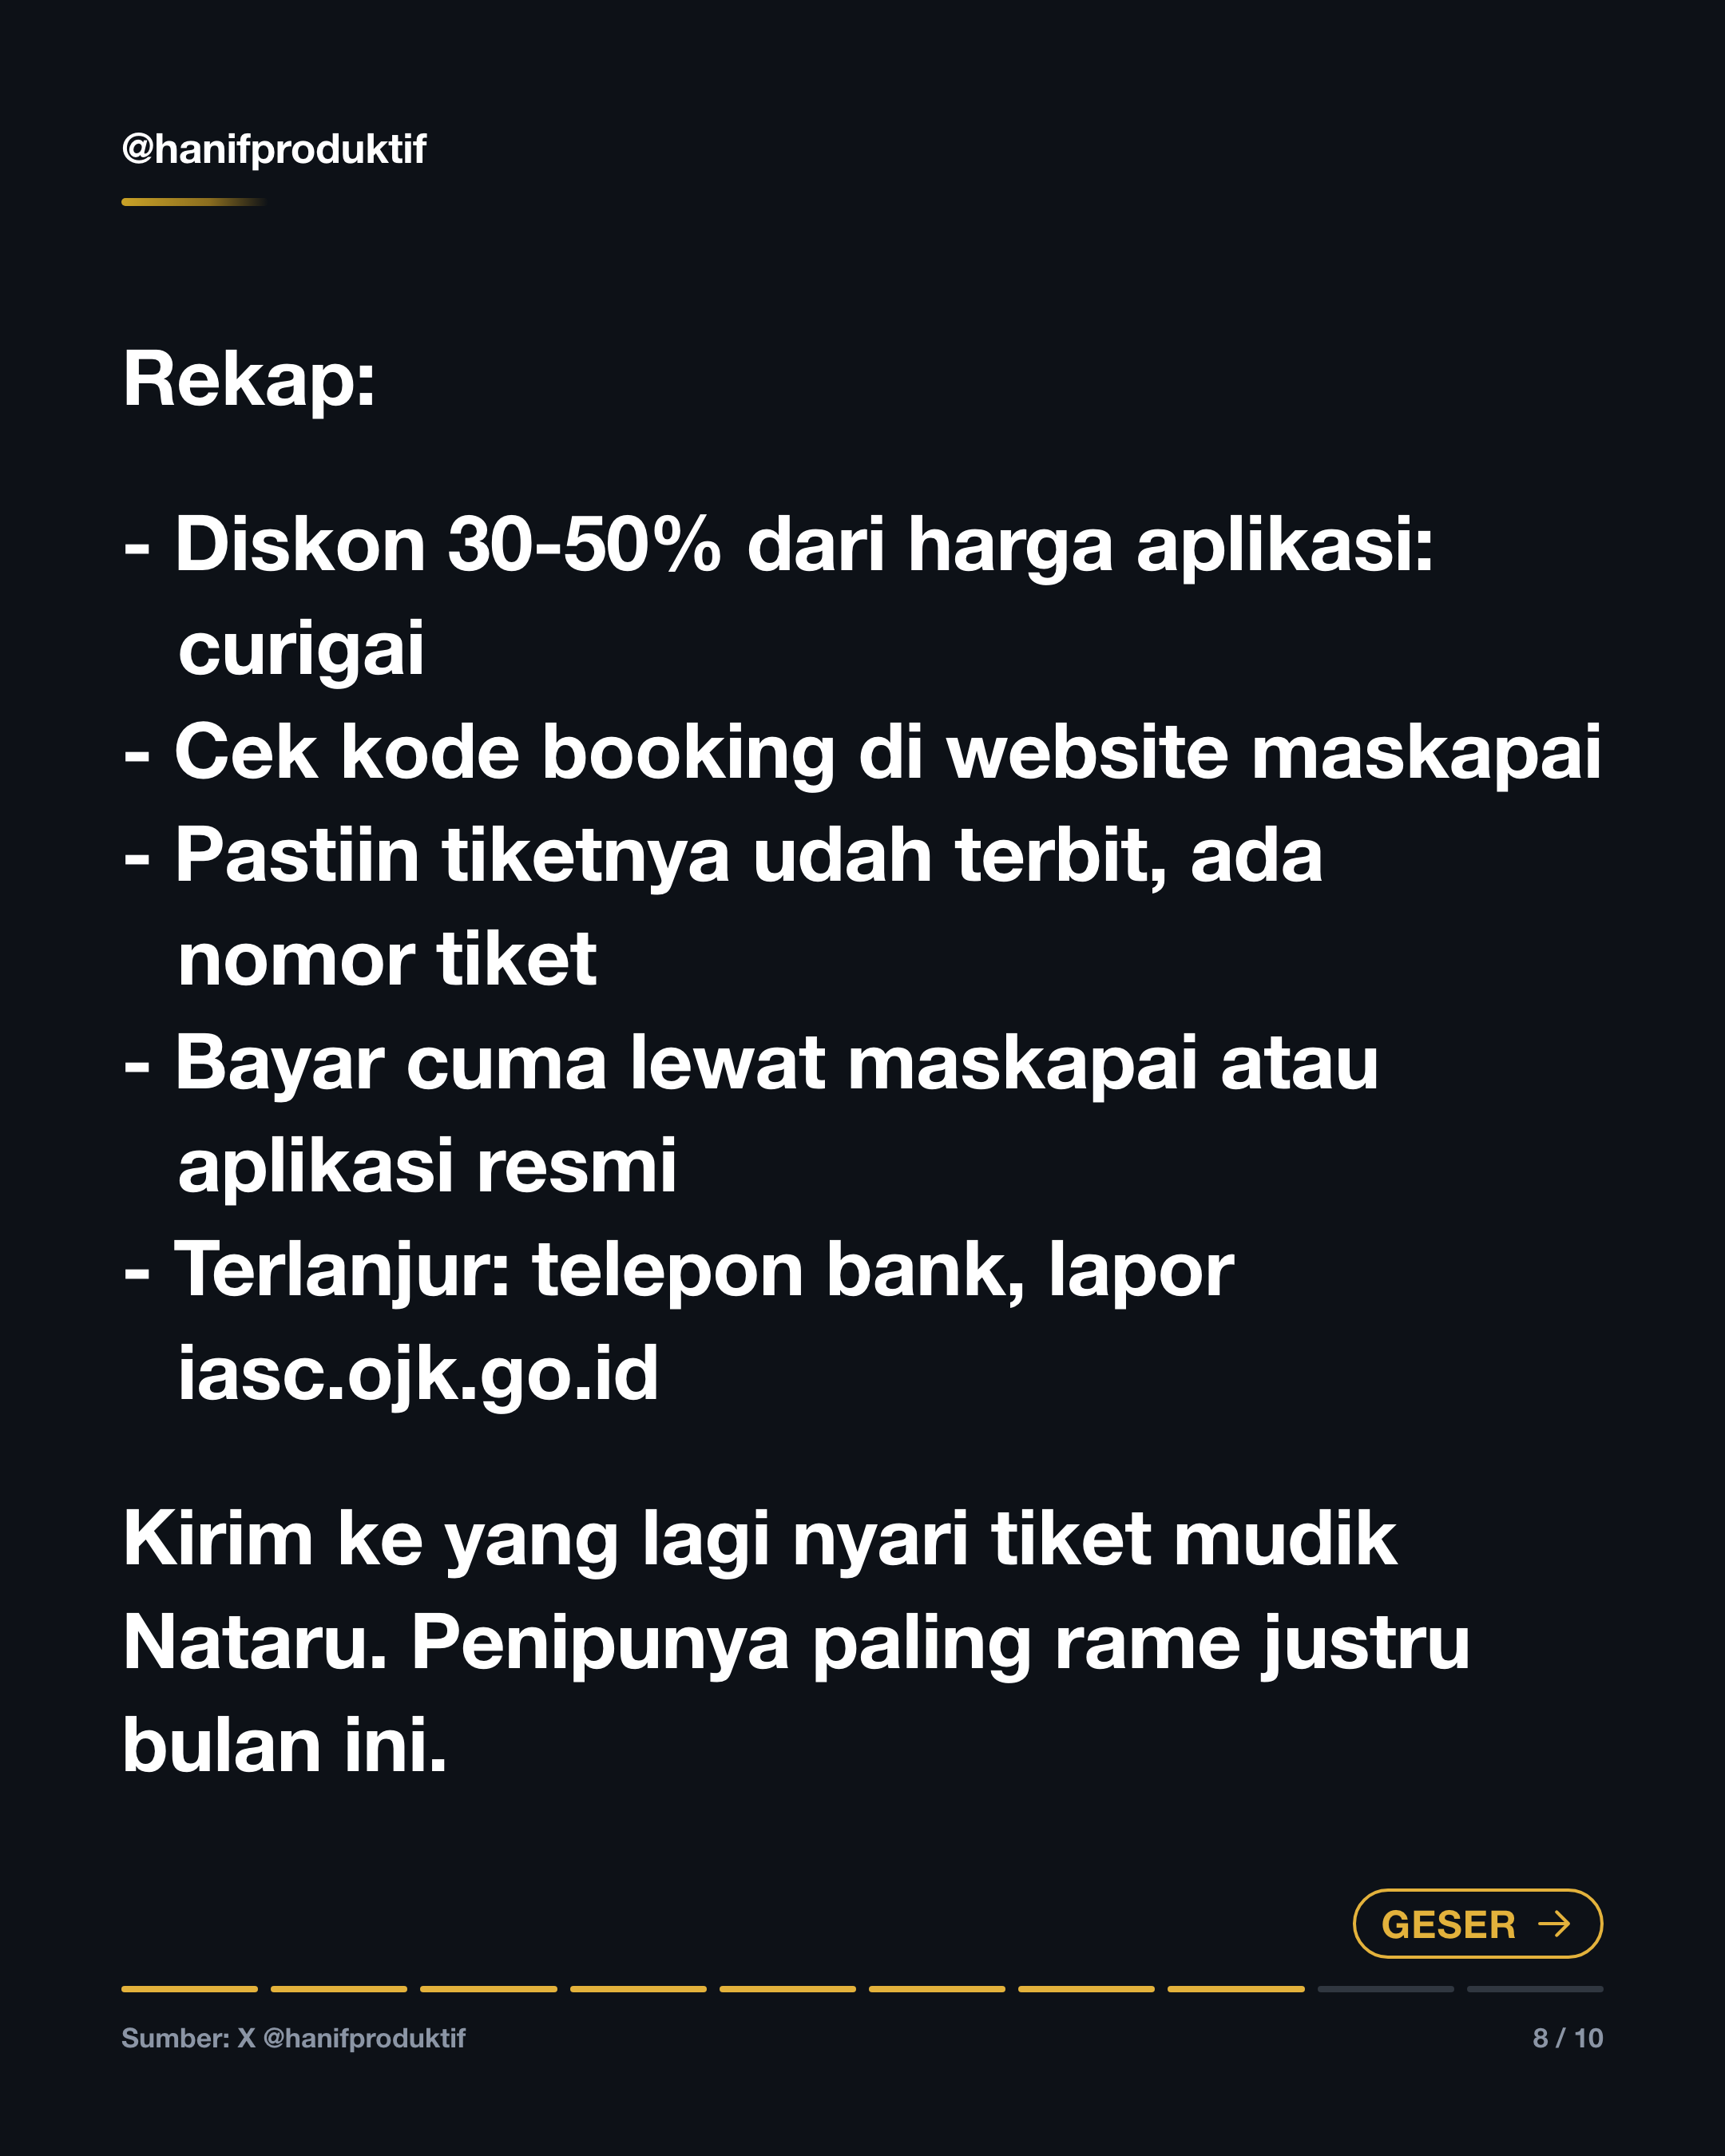 @hanifproduktif
Rekap:
- Diskon 30-50% dari harga aplikasi:
curigai
- Cek kode booking di website maskapai
- Pastiin tiketnya udah terbit, ada
nomor tiket
- Bayar cuma lewat maskapai atau
aplikasi resmi
- Terlanjur: telepon bank, lapor
iasc.ojk.go.id
Kirim ke yang lagi nyari tiket mudik
Nataru. Penipunya paling rame justru
bulan ini.
GESER →
Sumber: X @hanifproduktif
8 / 10